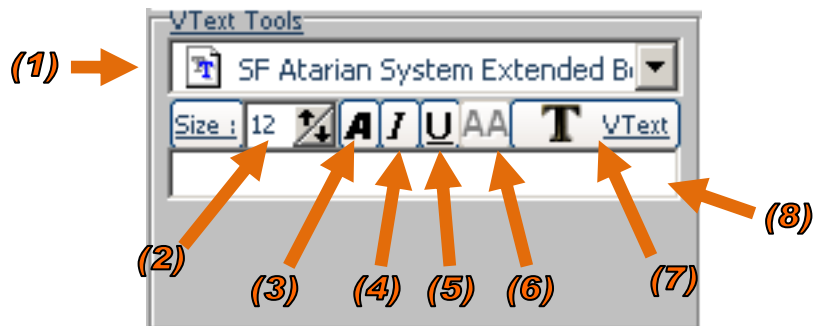 VText Tools
(1) SF Atarian System Extended
Size : 12 A I U AA T VText
(8)
(2) (3) (4) (5) (6) (7)